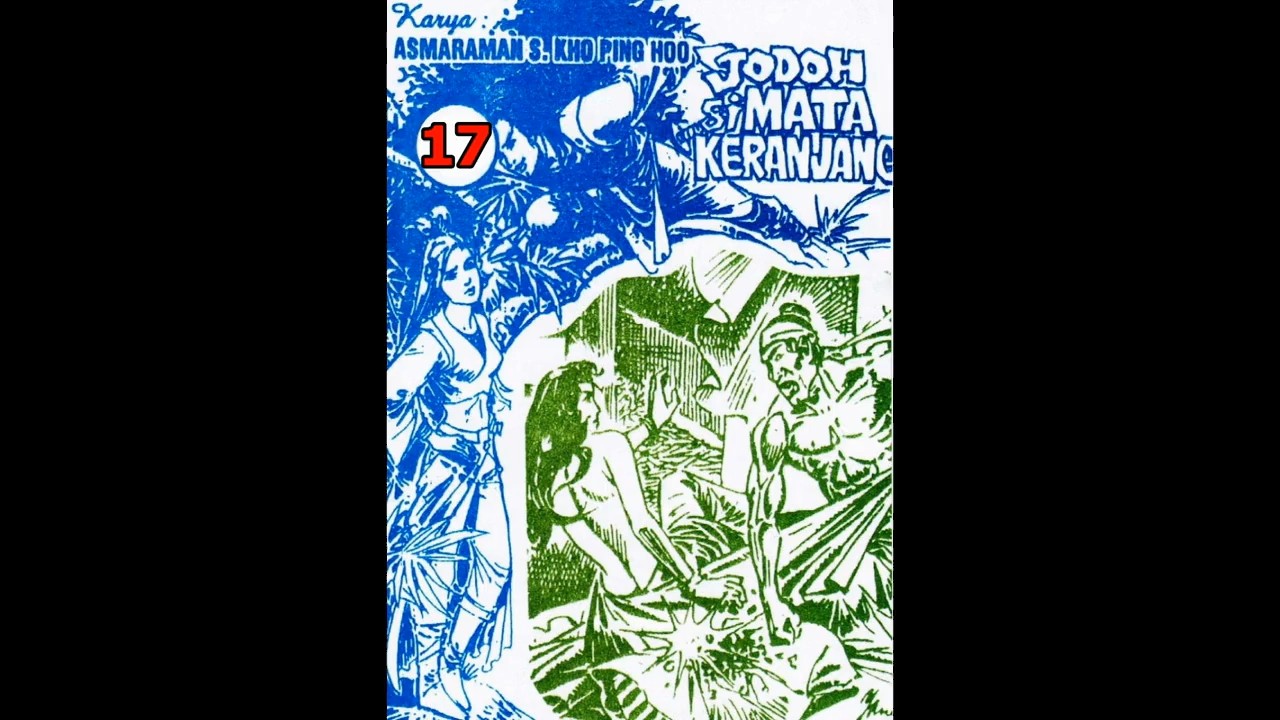 Karya :
ASMARAMAN S. KHO PING HOO
JODOH
si MATA
KERANJANG
17